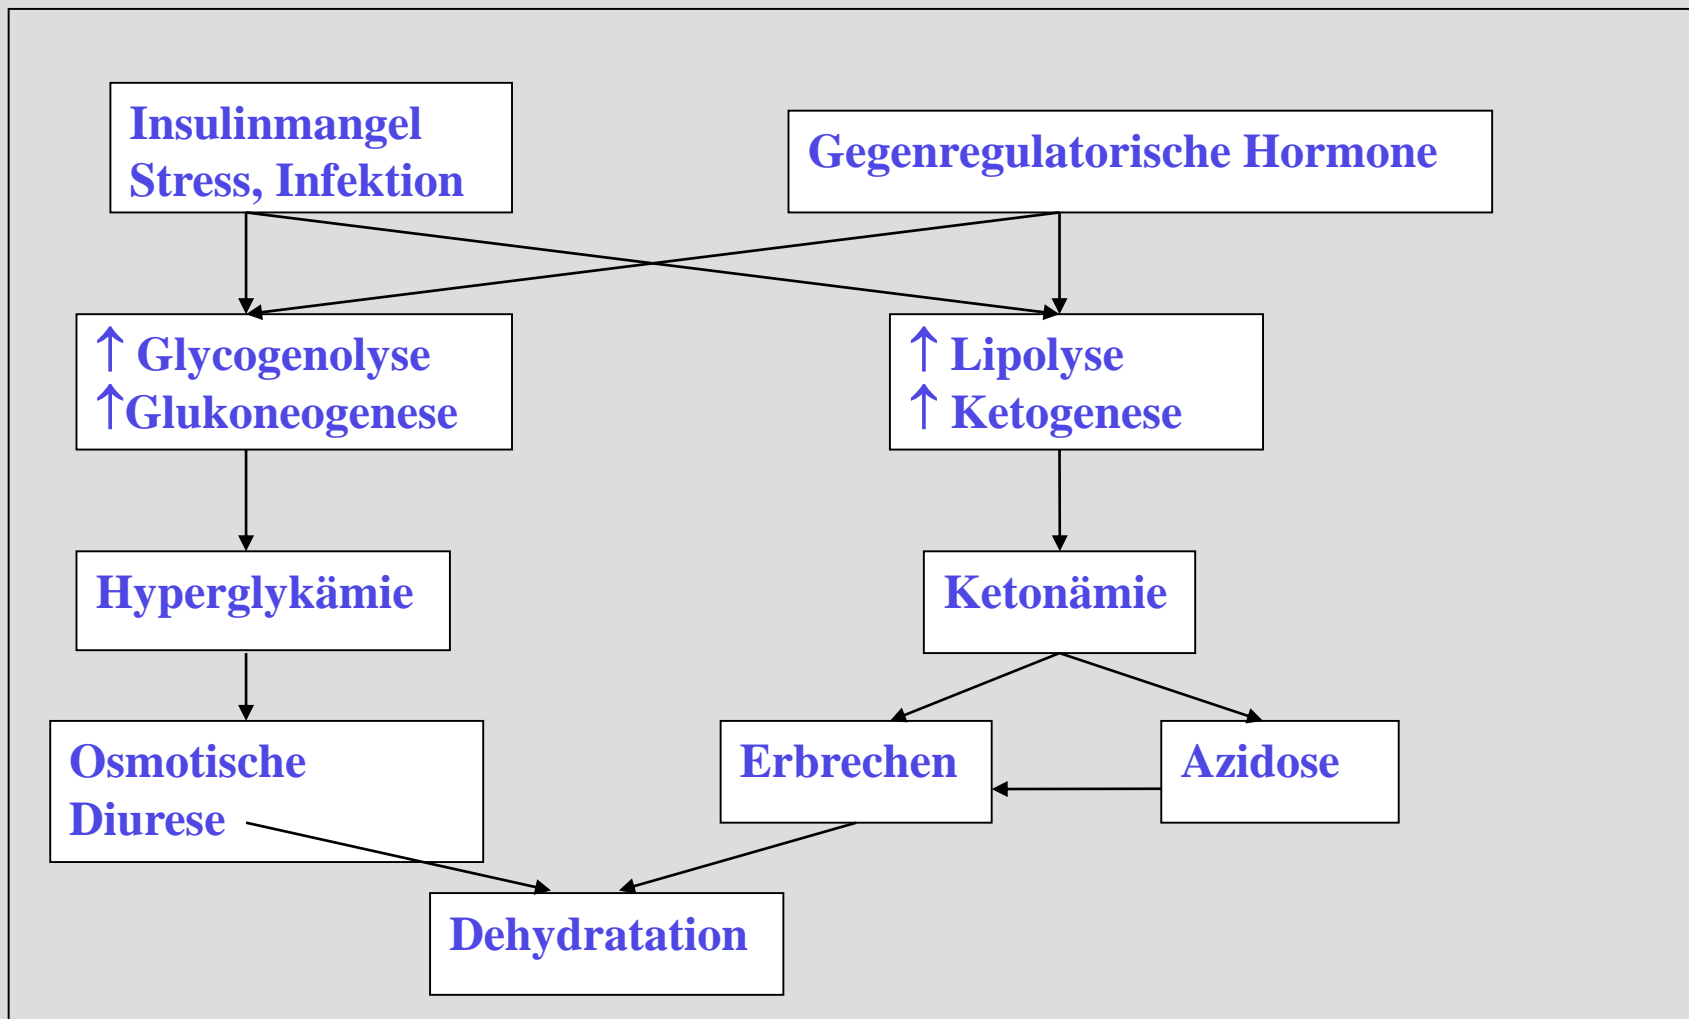 Insulinmangel
Stress, Infektion
Gegenregulatorische Hormone
↑ Glycogenolyse
↑Glukoneogenese
↑ Lipolyse
↑ Ketogenese
Hyperglykämie
Ketonämie
Osmotische
Diurese
Erbrechen
Azidose
Dehydratation